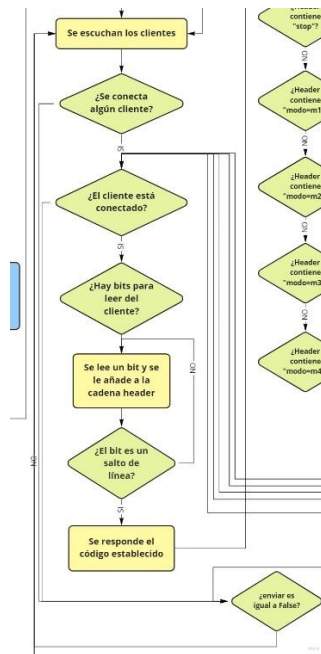 Se escuchan los clientes
¿Se conecta
algún cliente?
SI
¿El cliente está
conectado?
SI
¿Hay bits para
leer del
cliente?
Se lee un bit y se
le añade a la
cadena header
NO
¿El bit es un
salto de
línea?
SI
Se responde el
código establecido
NO
¿Header
contiene
"stop"?
NO
¿Header
contiene
"modo=m1
NO
¿Header
contiene
"modo=m2
NO
¿Header
contiene
"modo=m3
NO
¿Header
contiene
"modo=m4
¿enviar es
igual a False?